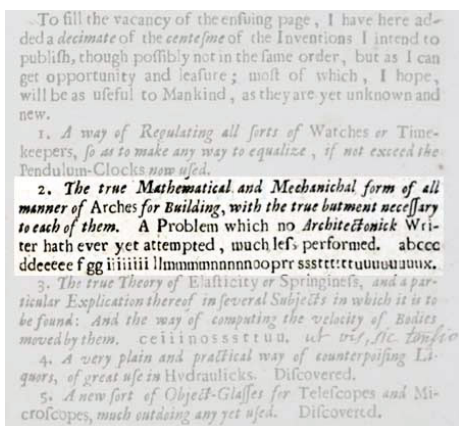 To fill the vacancy of the enſuing page, I have here ad-
ded a decimate of the centeſme of the Inventions I intend to
publiſh, though poſſibly not in the ſame order, but as I can
get opportunity and leaſure; moſt of which, I hope,
will be as uſeful to Mankind, as they are yet unknown and
new.
1. A way of Regulating all ſorts of Watches or Time-
keepers, ſo as to make any way to equalize, if not exceed the
Pendulum-Clocks now uſed.
2. The true Mathematical and Mechanichal form of all
manner of Arches for Building, with the true butment neceſſary
to each of them. A Problem which no Architectonick Wri-
ter hath ever yet attempted, much leſs performed. abccc
ddeeeee f gg iiiiiiii llmmmmnnnnnooprr sssttttttuuuuuuuux.
3. The true Theory of Elaſticity or Springineſs, and a par-
ticular Explication thereof in ſeveral Subjects in which it is to
be found: And the way of computing the velocity of Bodies
moved by them. ceiiinosssttuu. ut vis, sic tensio
4. A very plain and practical way of counterpoiſing Li-
quors, of great uſe in Hydraulicks. Diſcovered.
5. A new ſort of Object-Glaſſes for Teleſcopes and Mi-
croſcopes, much outdoing any yet uſed. Diſcovered.